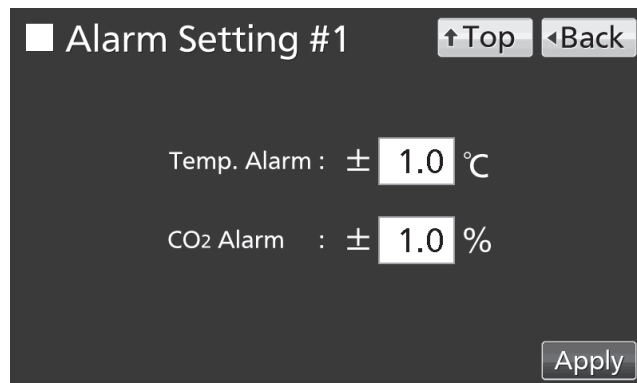 Alarm Setting #1 ↑Top ◂Back
Temp. Alarm : ± 1.0 ℃
CO2 Alarm : ± 1.0 %
Apply